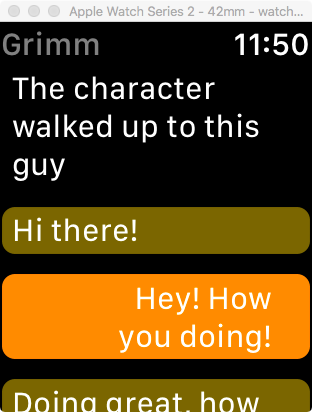 Apple Watch Series 2 - 42mm - watch...
Grimm 11:50
The character
walked up to this
guy
Hi there!
Hey! How
you doing!
Doing great, how